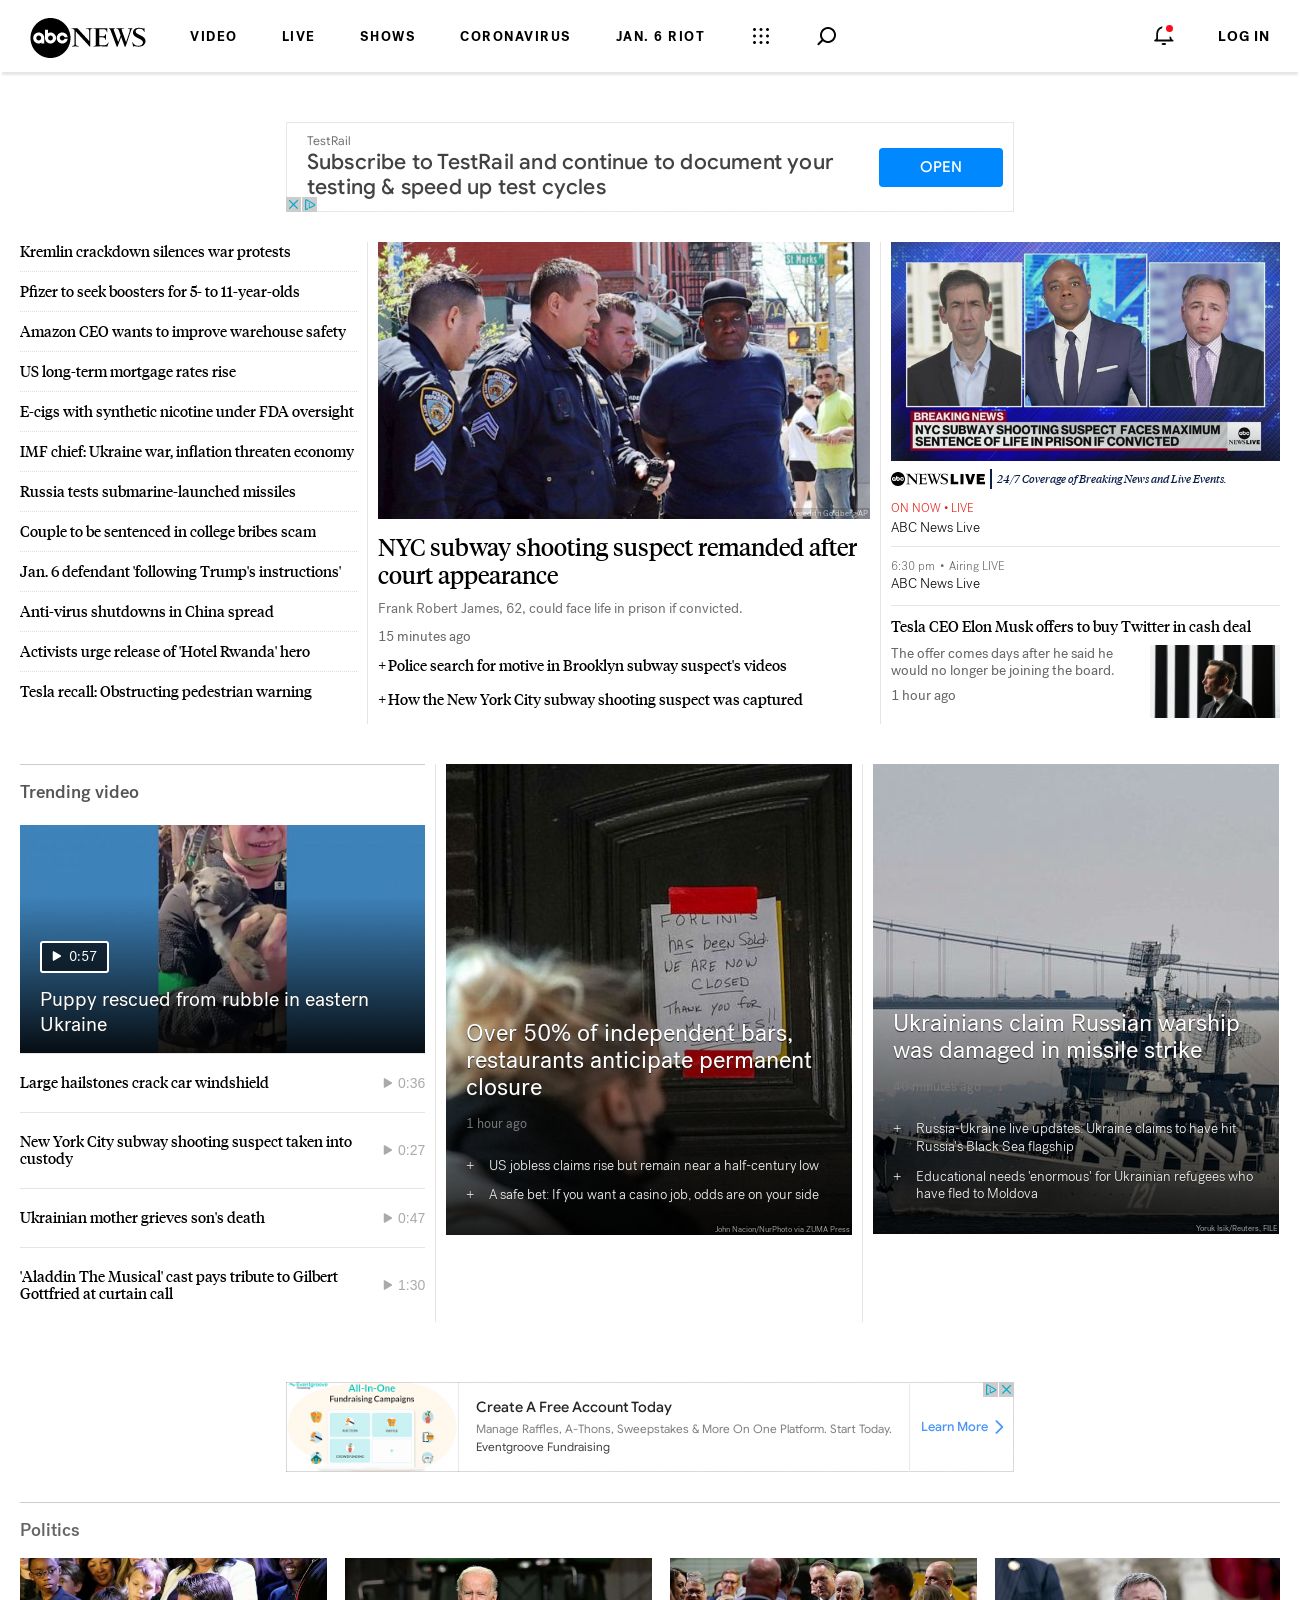 abc NEWS VIDEO LIVE SHOWS CORONAVIRUS JAN. 6 RIOT LOG IN
TestRail
Subscribe to TestRail and continue to document your
testing & speed up test cycles
OPEN
Kremlin crackdown silences war protests
Pfizer to seek boosters for 5- to 11-year-olds
Amazon CEO wants to improve warehouse safety
US long-term mortgage rates rise
E-cigs with synthetic nicotine under FDA oversight
IMF chief: Ukraine war, inflation threaten economy
Russia tests submarine-launched missiles
Couple to be sentenced in college bribes scam
Jan. 6 defendant 'following Trump's instructions'
Anti-virus shutdowns in China spread
Activists urge release of 'Hotel Rwanda' hero
Tesla recall: Obstructing pedestrian warning
St Marks
Meredith Goldberg/AP
NYC subway shooting suspect remanded after
court appearance
Frank Robert James, 62, could face life in prison if convicted.
15 minutes ago
+ Police search for motive in Brooklyn subway suspect's videos
+ How the New York City subway shooting suspect was captured
BREAKING NEWS
NYC SUBWAY SHOOTING SUSPECT FACES MAXIMUM
SENTENCE OF LIFE IN PRISON IF CONVICTED
abc
NEWS LIVE
abc NEWS LIVE 24/7 Coverage of Breaking News and Live Events.
ON NOW • LIVE
ABC News Live
6:30 pm • Airing LIVE
ABC News Live
Tesla CEO Elon Musk offers to buy Twitter in cash deal
The offer comes days after he said he
would no longer be joining the board.
1 hour ago
Trending video
0:57
Puppy rescued from rubble in eastern
Ukraine
Large hailstones crack car windshield 0:36
New York City subway shooting suspect taken into
custody
0:27
Ukrainian mother grieves son's death 0:47
'Aladdin The Musical' cast pays tribute to Gilbert
Gottfried at curtain call
1:30
FORLINI'S
has been Sold.
WE ARE NOW
CLOSED
THANK YOU FOR
Over 50% of independent bars,
restaurants anticipate permanent
closure
1 hour ago
+ US jobless claims rise but remain near a half-century low
+ A safe bet: If you want a casino job, odds are on your side
John Nacion/NurPhoto via ZUMA Press
Ukrainians claim Russian warship
was damaged in missile strike
minutes ago
+ Russia-Ukraine live updates: Ukraine claims to have hit
Russia's Black Sea flagship
+ Educational needs 'enormous' for Ukrainian refugees who
have fled to Moldova
121
Yoruk Isik/Reuters, FILE
Eventgroove
All-In-One
Fundraising Campaigns
AUCTION
CROWDFUNDING
Create A Free Account Today
Manage Raffles, A-Thons, Sweepstakes & More On One Platform. Start Today.
Eventgroove Fundraising
Learn More
Politics